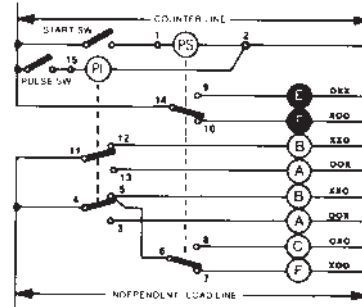 COUNTER LINE
START SW
1 PS 2
15 PI
PULSE SW
9 E OXX
14
10 XOO
12 B XXO
11
13 A OOX
5 B XXO
4
3 A OOX
8 C OXO
6
7 F XOO
INDEPENDENT LOAD LINE